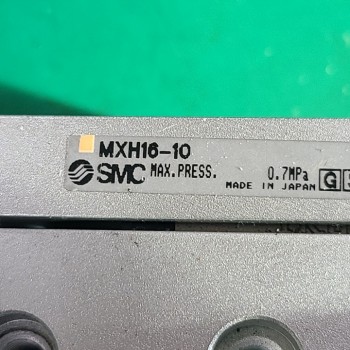 MXH16-10
SMC MAX.PRESS. 0.7MPa
MADE IN JAPAN G